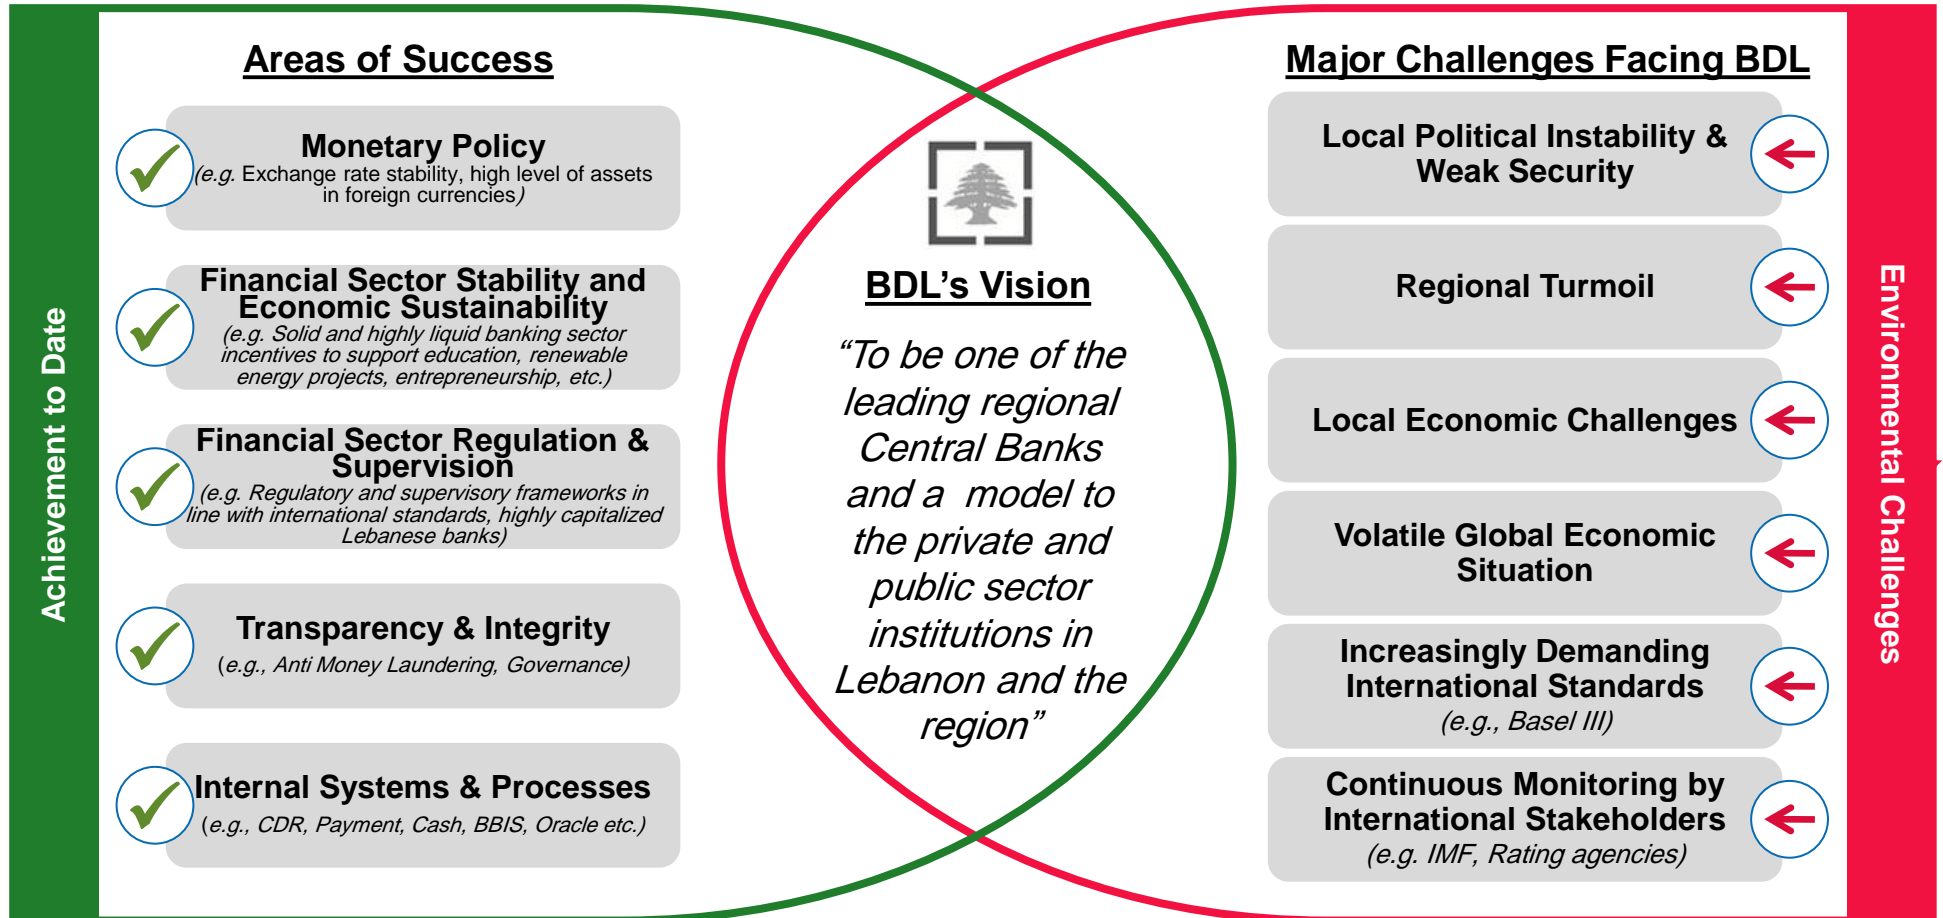 Achievement to Date
Areas of Success
Monetary Policy
(e.g. Exchange rate stability, high level of assets
in foreign currencies)
Financial Sector Stability and
Economic Sustainability
(e.g. Solid and highly liquid banking sector
incentives to support education, renewable
energy projects, entrepreneurship, etc.)
Financial Sector Regulation &
Supervision
(e.g. Regulatory and supervisory frameworks in
line with international standards, highly capitalized
Lebanese banks)
Transparency & Integrity
(e.g., Anti Money Laundering, Governance)
Internal Systems & Processes
(e.g., CDR, Payment, Cash, BBIS, Oracle etc.)
BDL's Vision
“To be one of the
leading regional
Central Banks
and a  model to
the private and
public sector
institutions in
Lebanon and the
region”
Major Challenges Facing BDL
Local Political Instability &
Weak Security
Regional Turmoil
Local Economic Challenges
Volatile Global Economic
Situation
Increasingly Demanding
International Standards
(e.g., Basel III)
Continuous Monitoring by
International Stakeholders
(e.g. IMF, Rating agencies)
Environmental Challenges